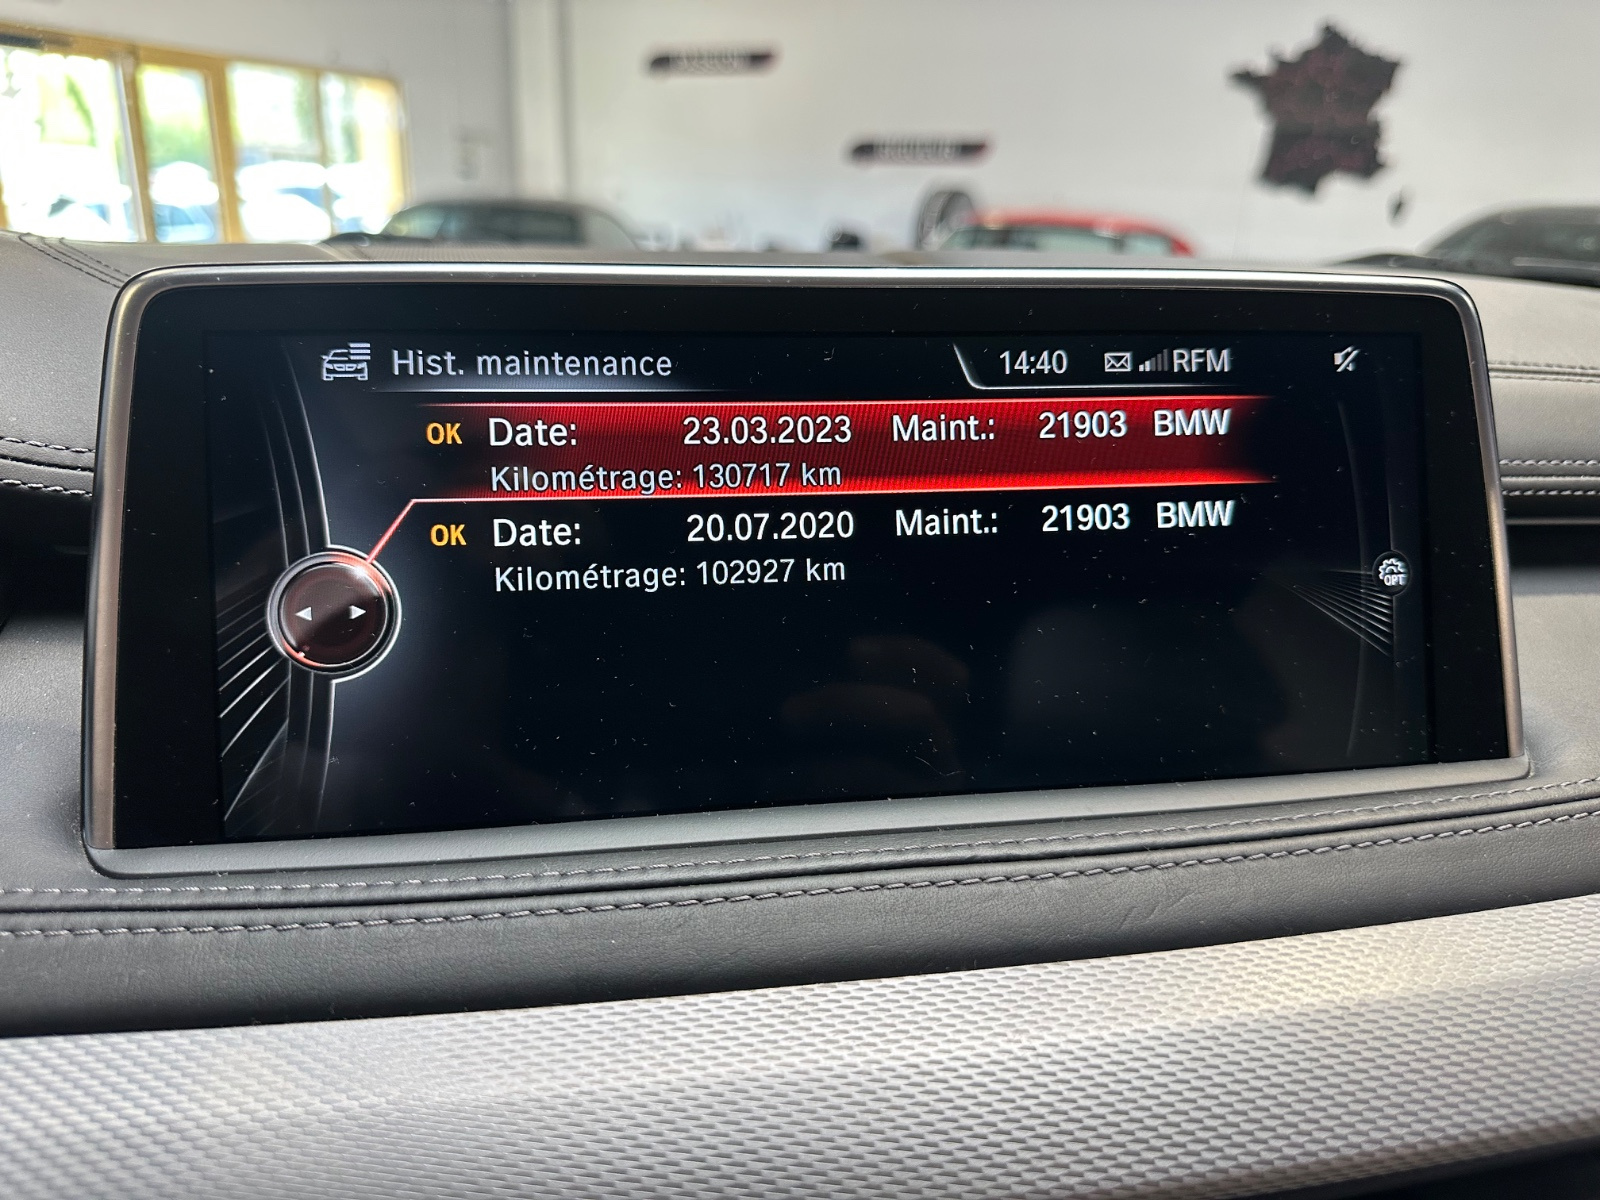 Hist. maintenance 14:40 RFM
OK Date: 23.03.2023 Maint.: 21903 BMW
Kilométrage: 130717 km
OK Date: 20.07.2020 Maint.: 21903 BMW
Kilométrage: 102927 km
OPT